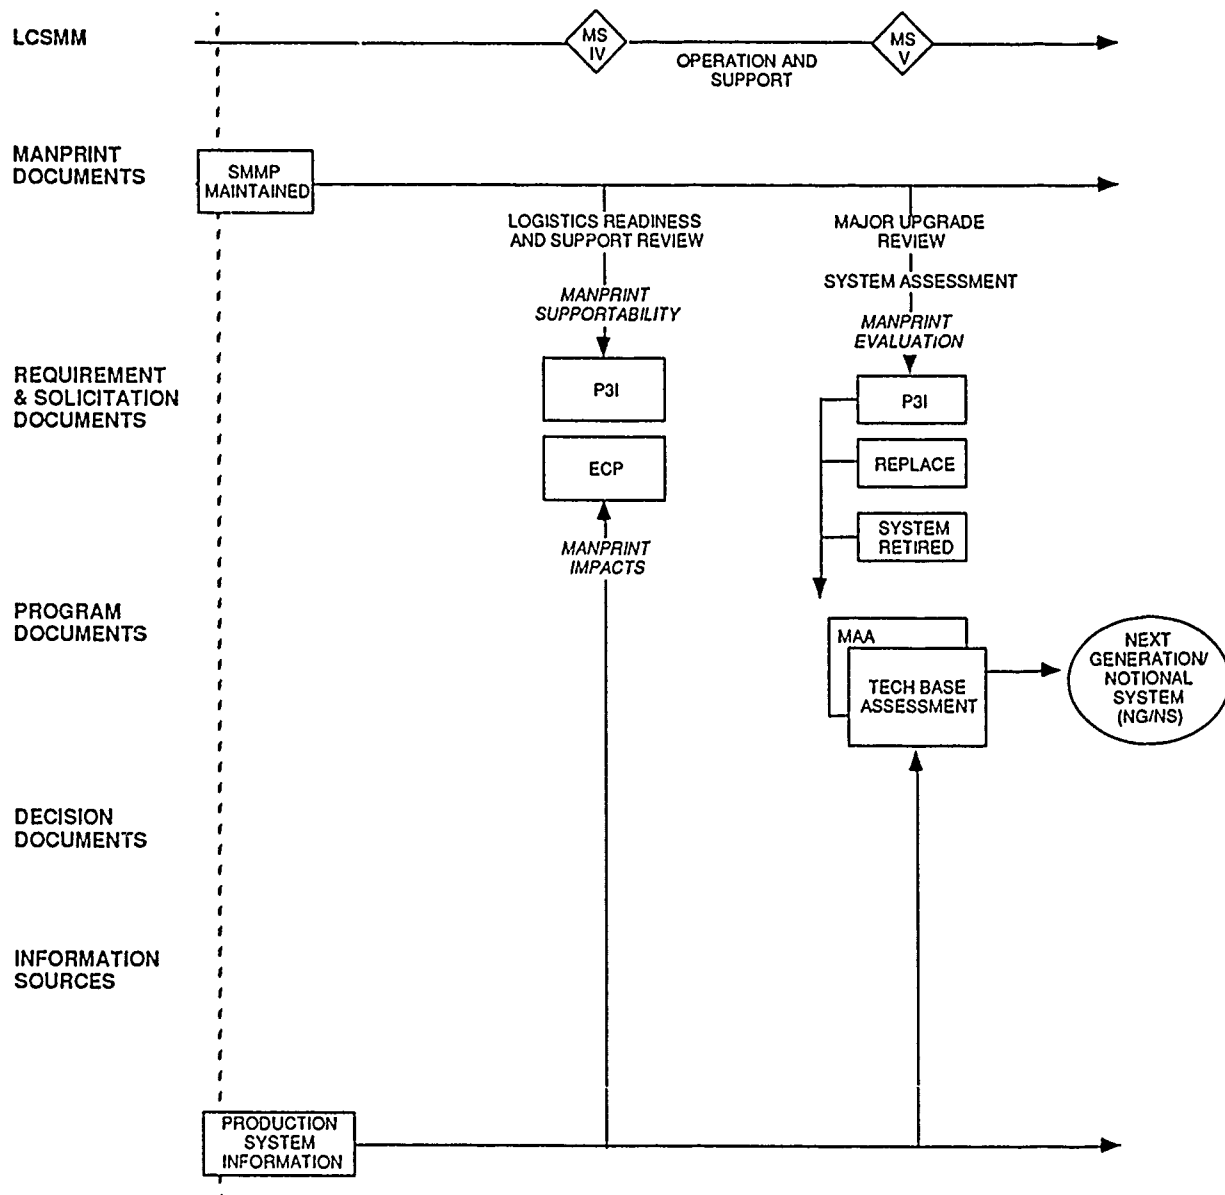 LCSMM
MS
IV
OPERATION AND
SUPPORT
MS
V
MANPRINT
DOCUMENTS
SMMP
MAINTAINED
LOGISTICS READINESS
AND SUPPORT REVIEW
MANPRINT
SUPPORTABILITY
MAJOR UPGRADE
REVIEW
SYSTEM ASSESSMENT
MANPRINT
EVALUATION
REQUIREMENT
& SOLICITATION
DOCUMENTS
P3I
ECP
MANPRINT
IMPACTS
P3I
REPLACE
SYSTEM
RETIRED
PROGRAM
DOCUMENTS
MAA
TECH BASE
ASSESSMENT
NEXT
GENERATION/
NOTIONAL
SYSTEM
(NG/NS)
DECISION
DOCUMENTS
INFORMATION
SOURCES
PRODUCTION
SYSTEM
INFORMATION